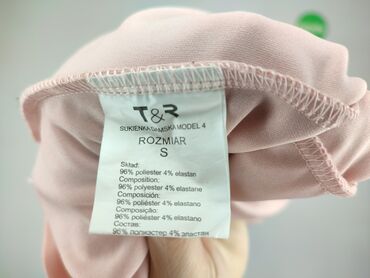 T&R
SUKIENKA DAMSKA MODEL 4
ROZMIAR
S
Skład:
96% poliester 4% elastan
Composition:
96% polyester 4% elastane
Composición:
96% poliéster 4% elastano
Composição:
96% poliéster 4% elastano
Состав:
96% полиэстер 4% эластан